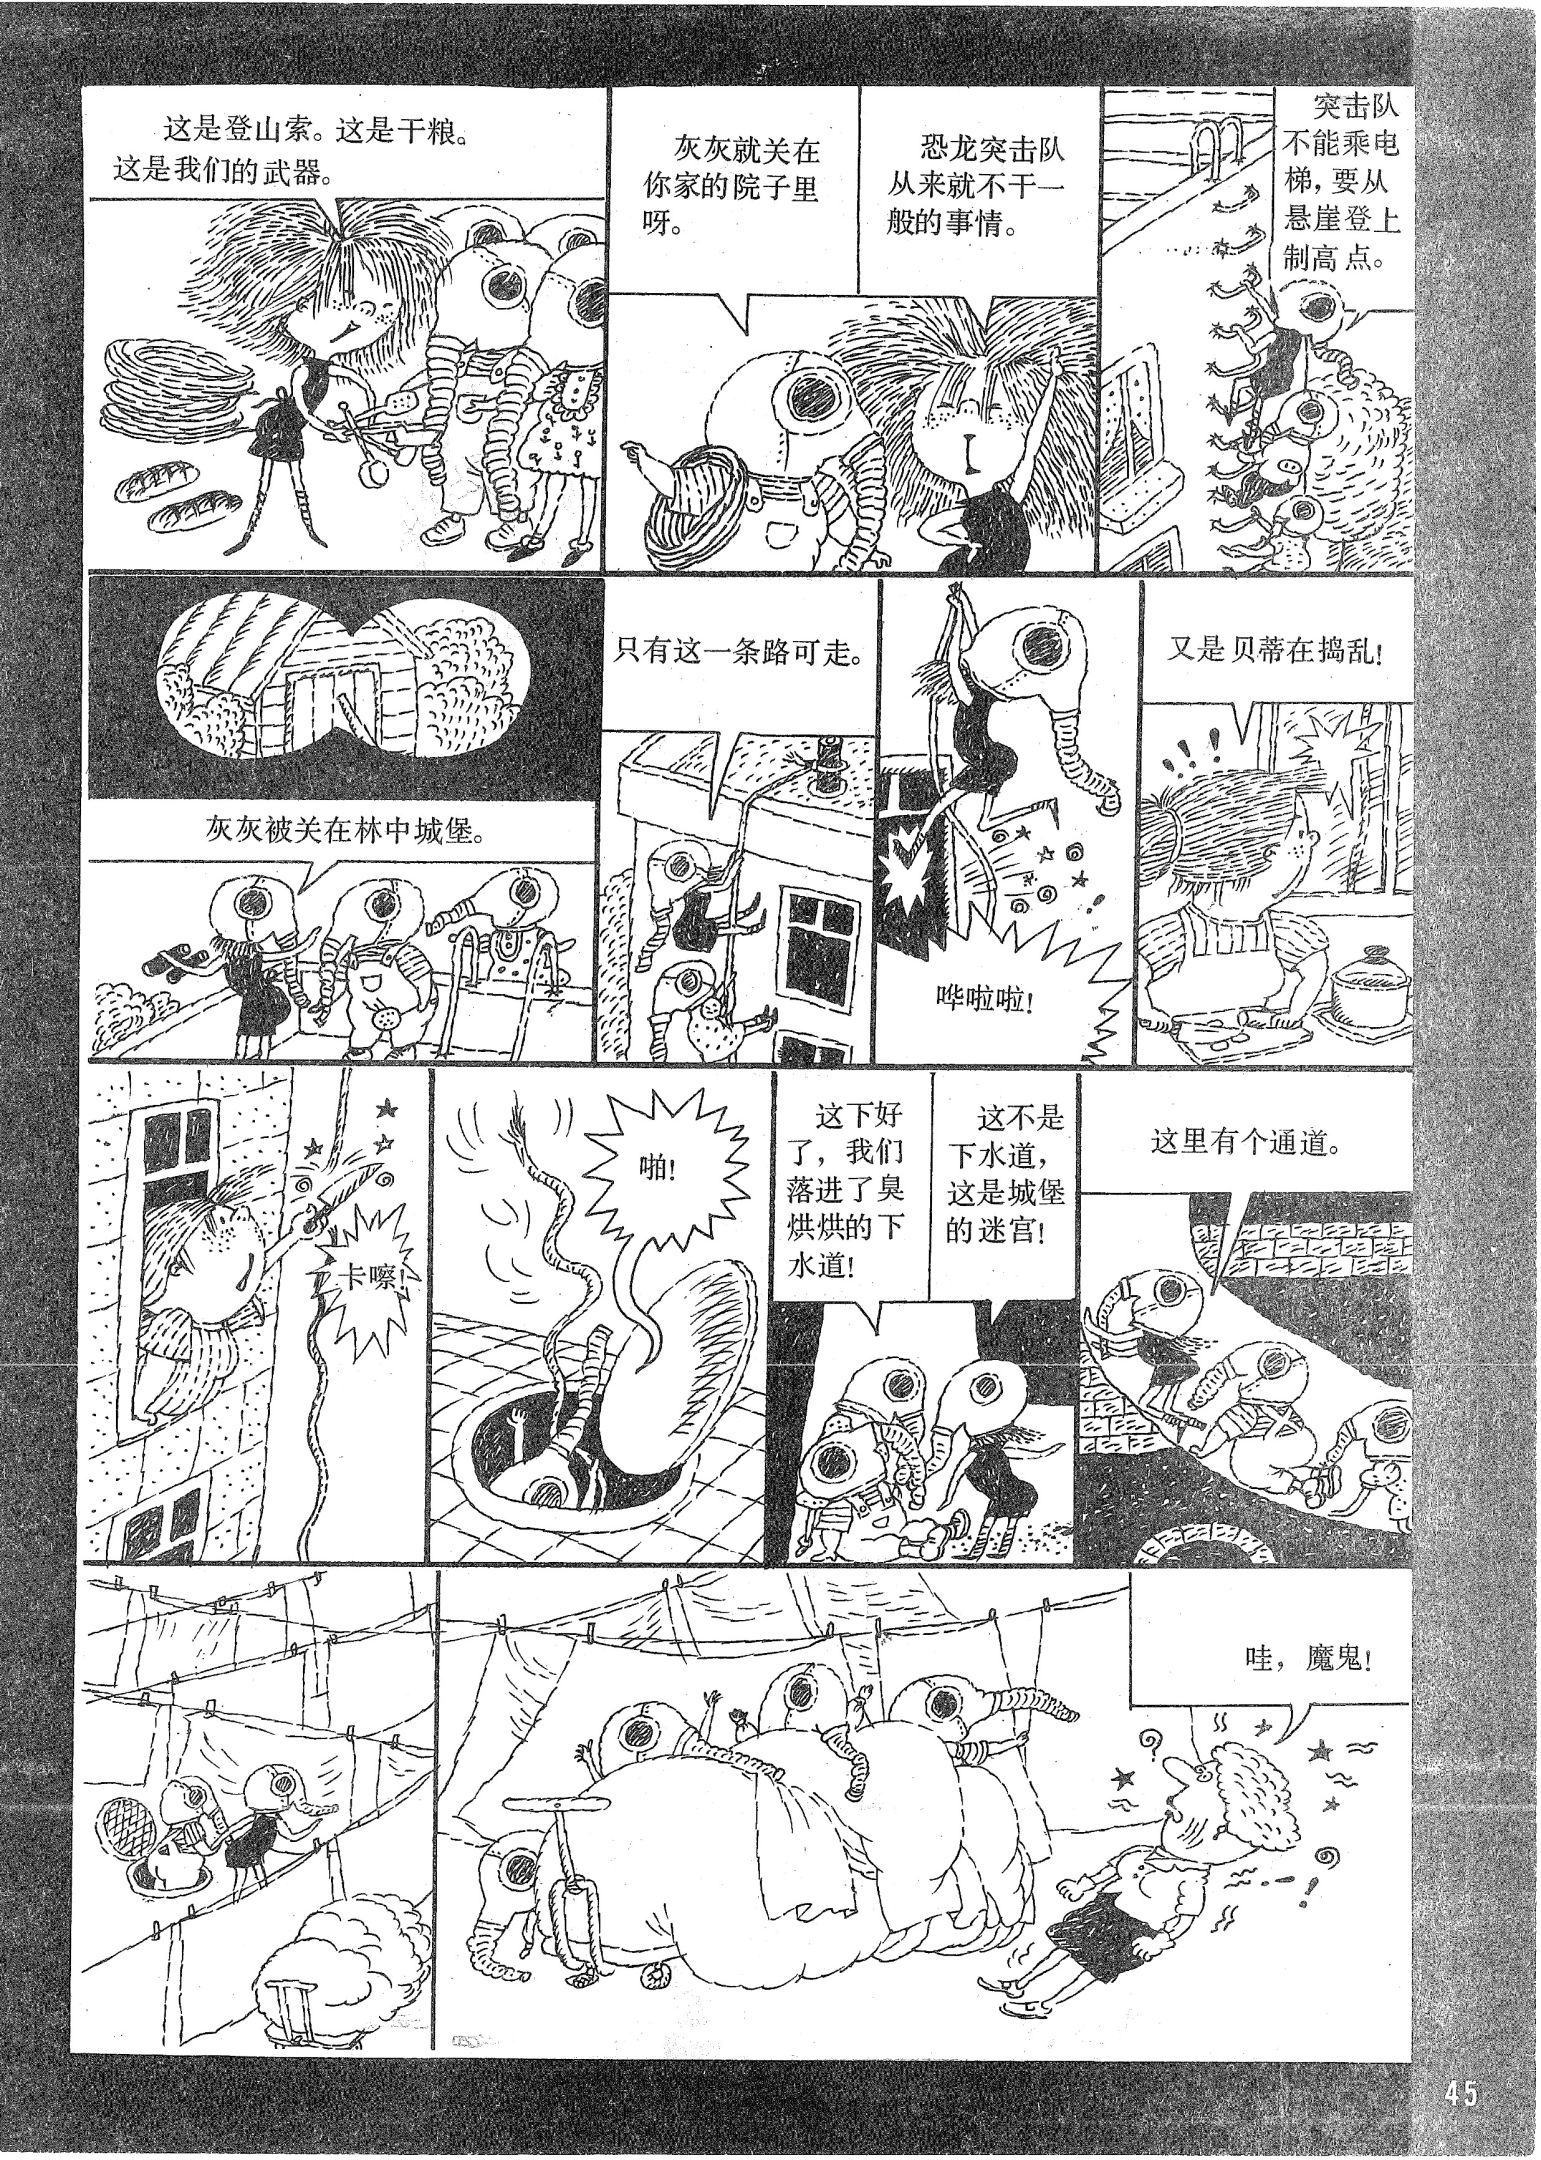 这是登山索。这是干粮。
这是我们的武器。
灰灰就关在
你家的院子里
呀。
恐龙突击队
从来就不干一
般的事情。
突击队
不能乘电
梯，要从
悬崖登上
制高点。
灰灰被关在林中城堡。
只有这一条路可走。
哗啦啦！
又是贝蒂在捣乱！
卡嚓！
啪！
这下好
了，我们
落进了臭
烘烘的下
水道！
这不是
下水道，
这是城堡
的迷宫！
这里有个通道。
哇，魔鬼！
45